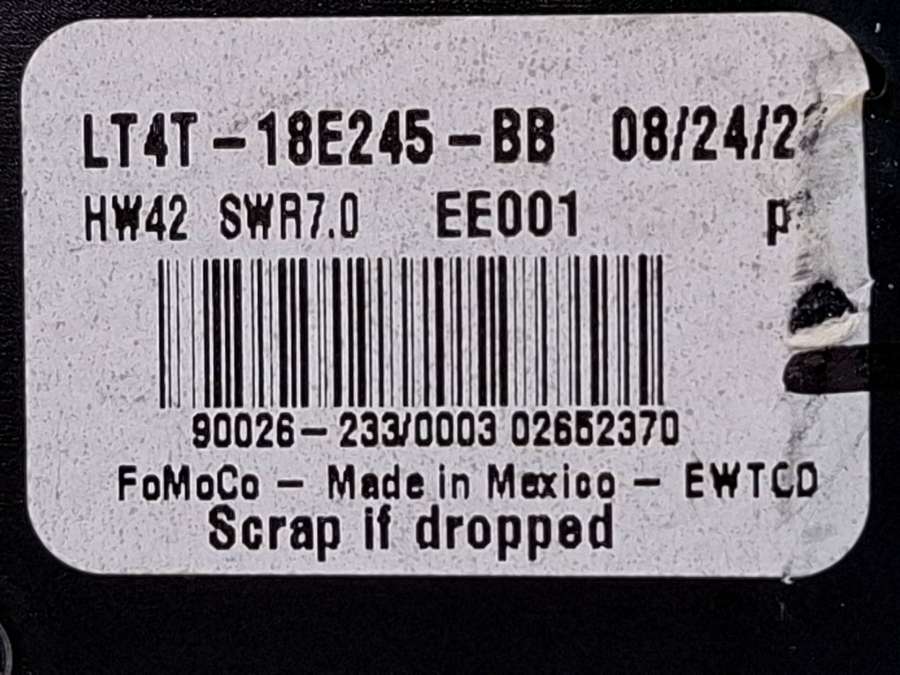 LT4T-18E245-BB 08/24/2
HW42 SWR7.0 EE001 p
90026-233/0003 02652370
FoMoCo - Made in Mexico - EWTCD
Scrap if dropped